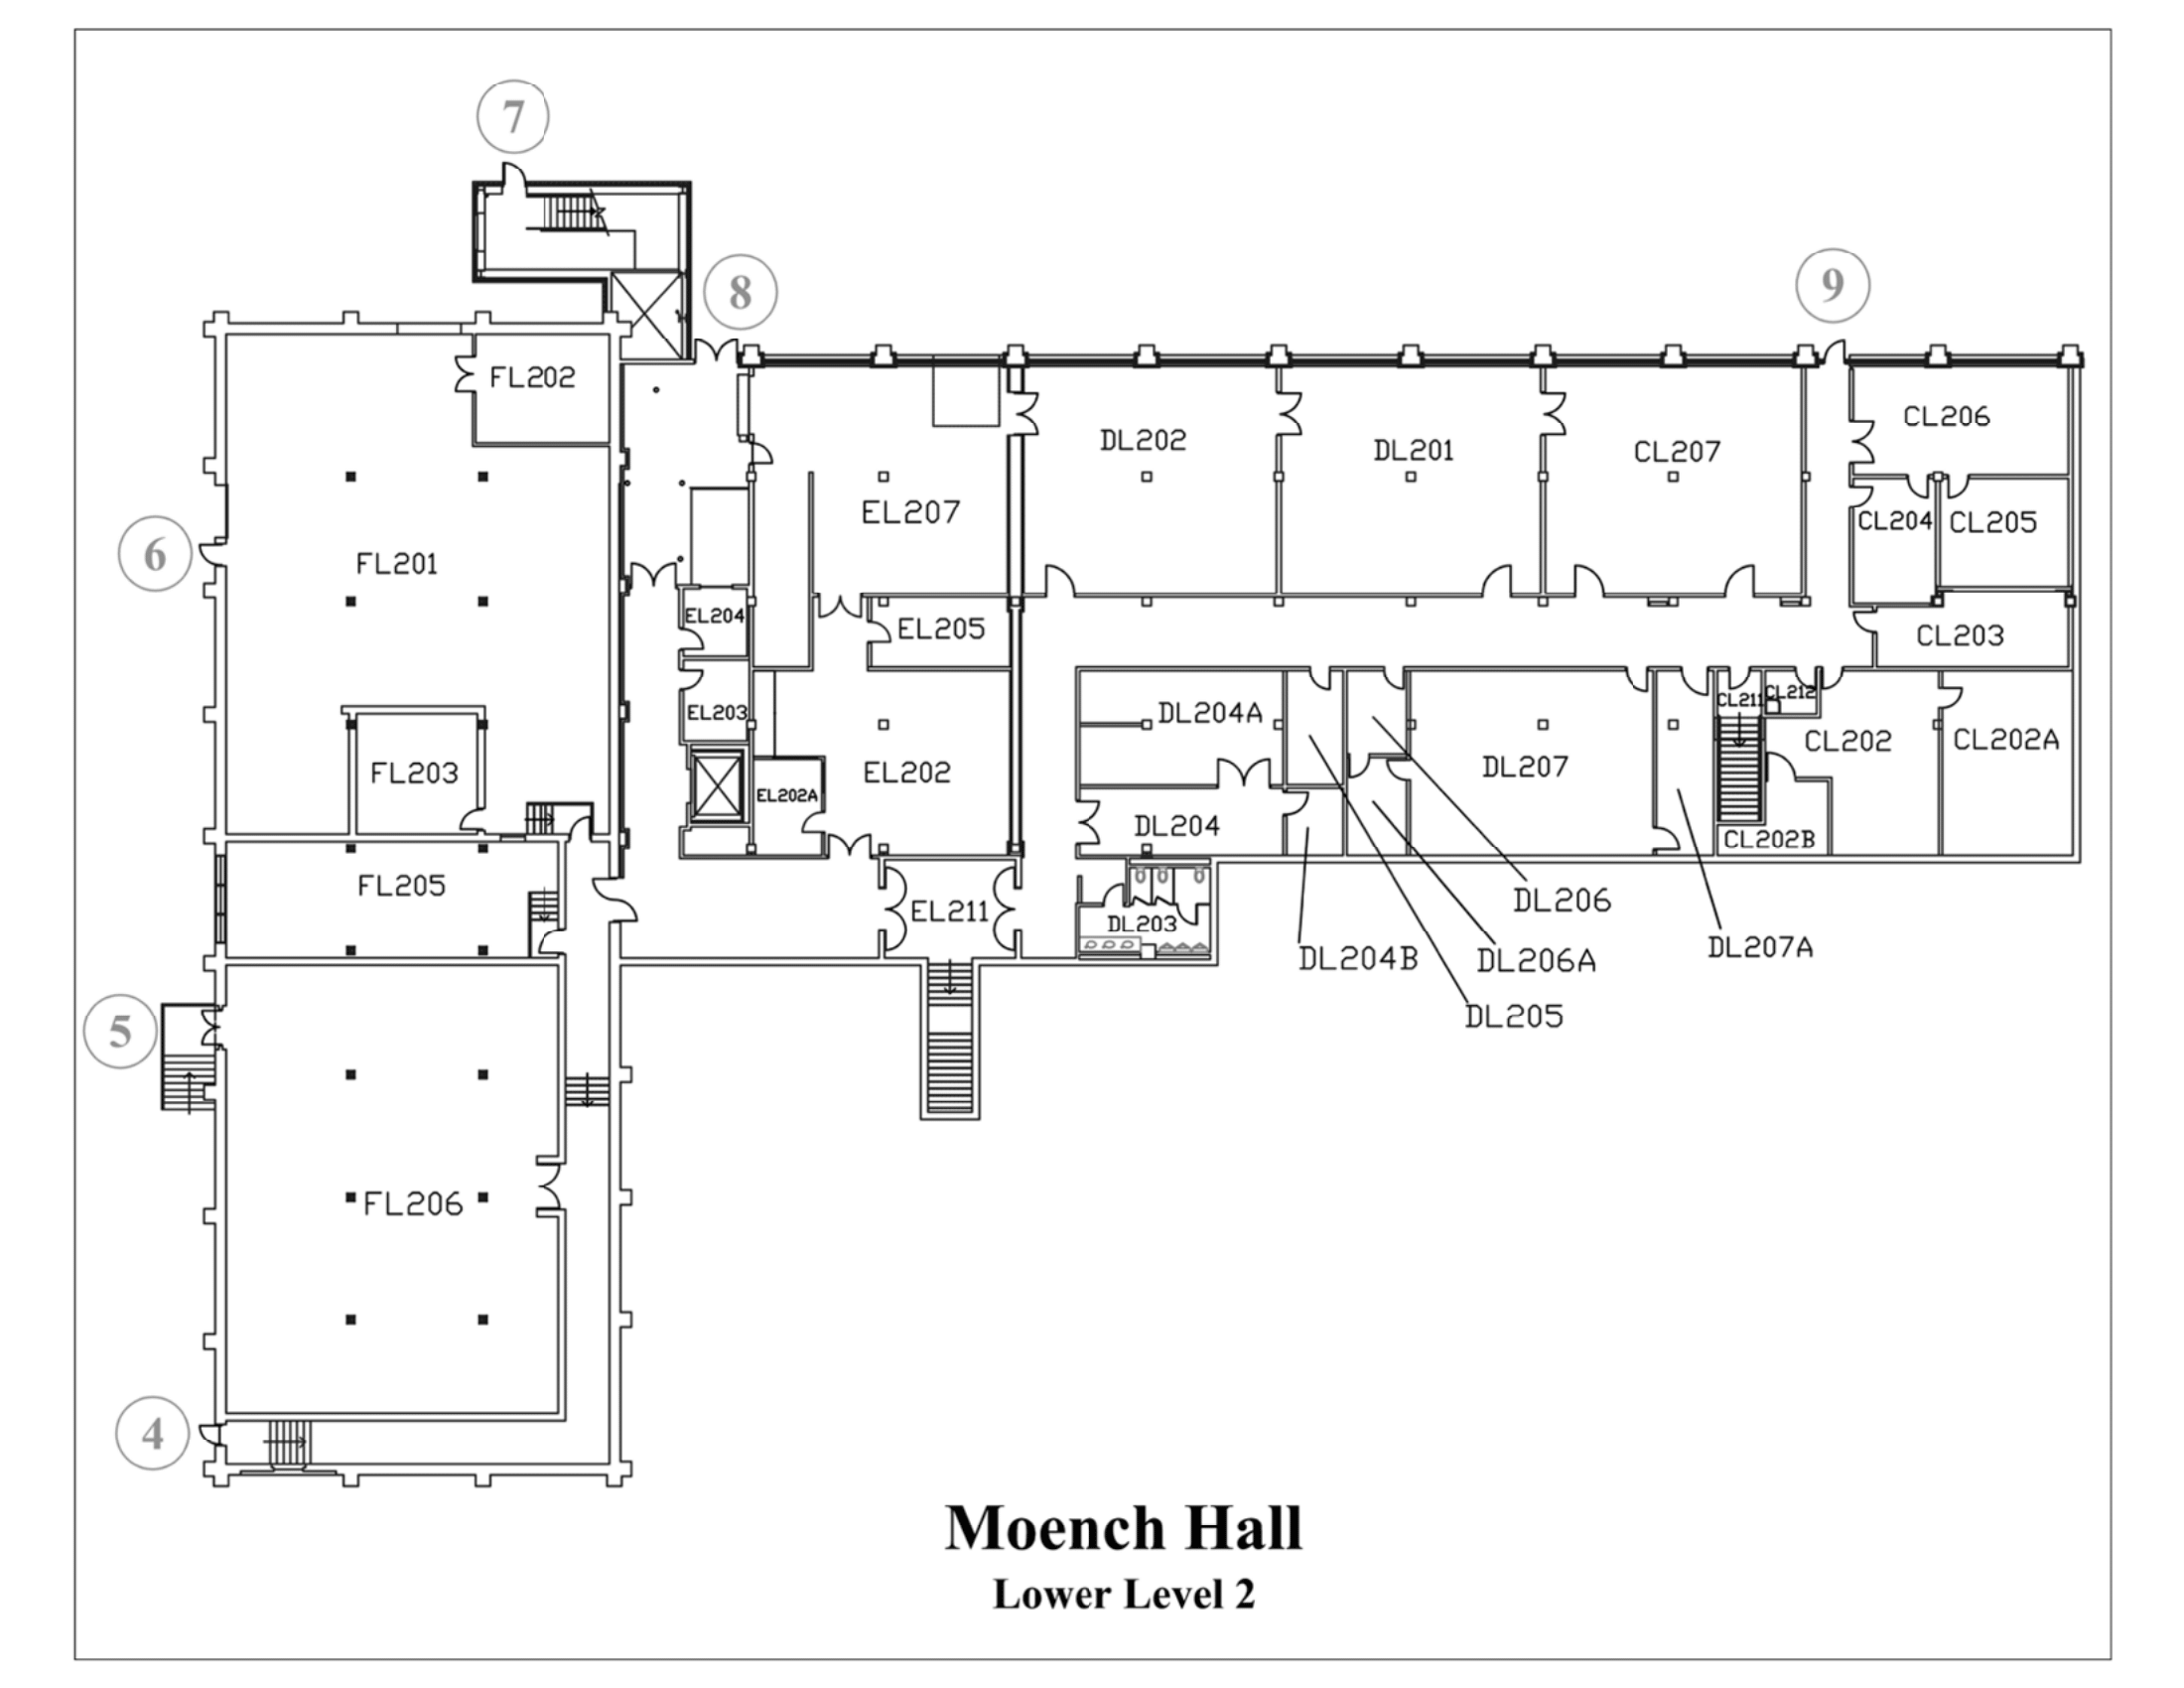 7
8
9
FL202
CL206
DL202
DL201
CL207
EL207
CL204
CL205
6
FL201
EL204
EL205
CL203
EL203
DL204A
CL211
CL212
FL203
EL202
EL202A
DL207
CL202
CL202A
DL204
CL202B
FL205
EL211
DL203
DL206
DL204B
DL206A
DL207A
DL205
5
FL206
4
Moench Hall
Lower Level 2